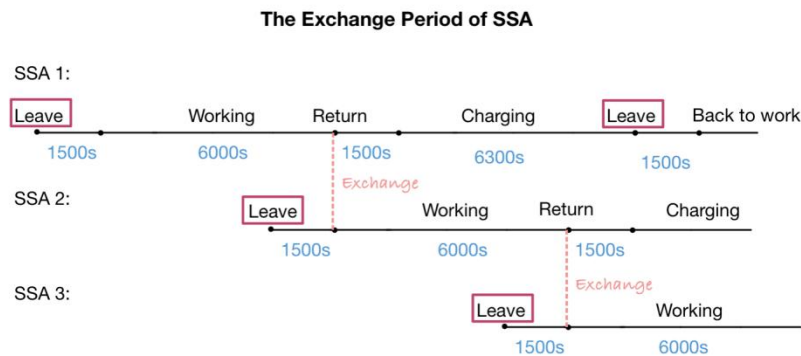 The Exchange Period of SSA
SSA 1:
Leave Working Return Charging Leave Back to work
1500s 6000s 1500s 6300s 1500s
Exchange
SSA 2:
Leave Working Return Charging
1500s 6000s 1500s
Exchange
SSA 3:
Leave Working
1500s 6000s